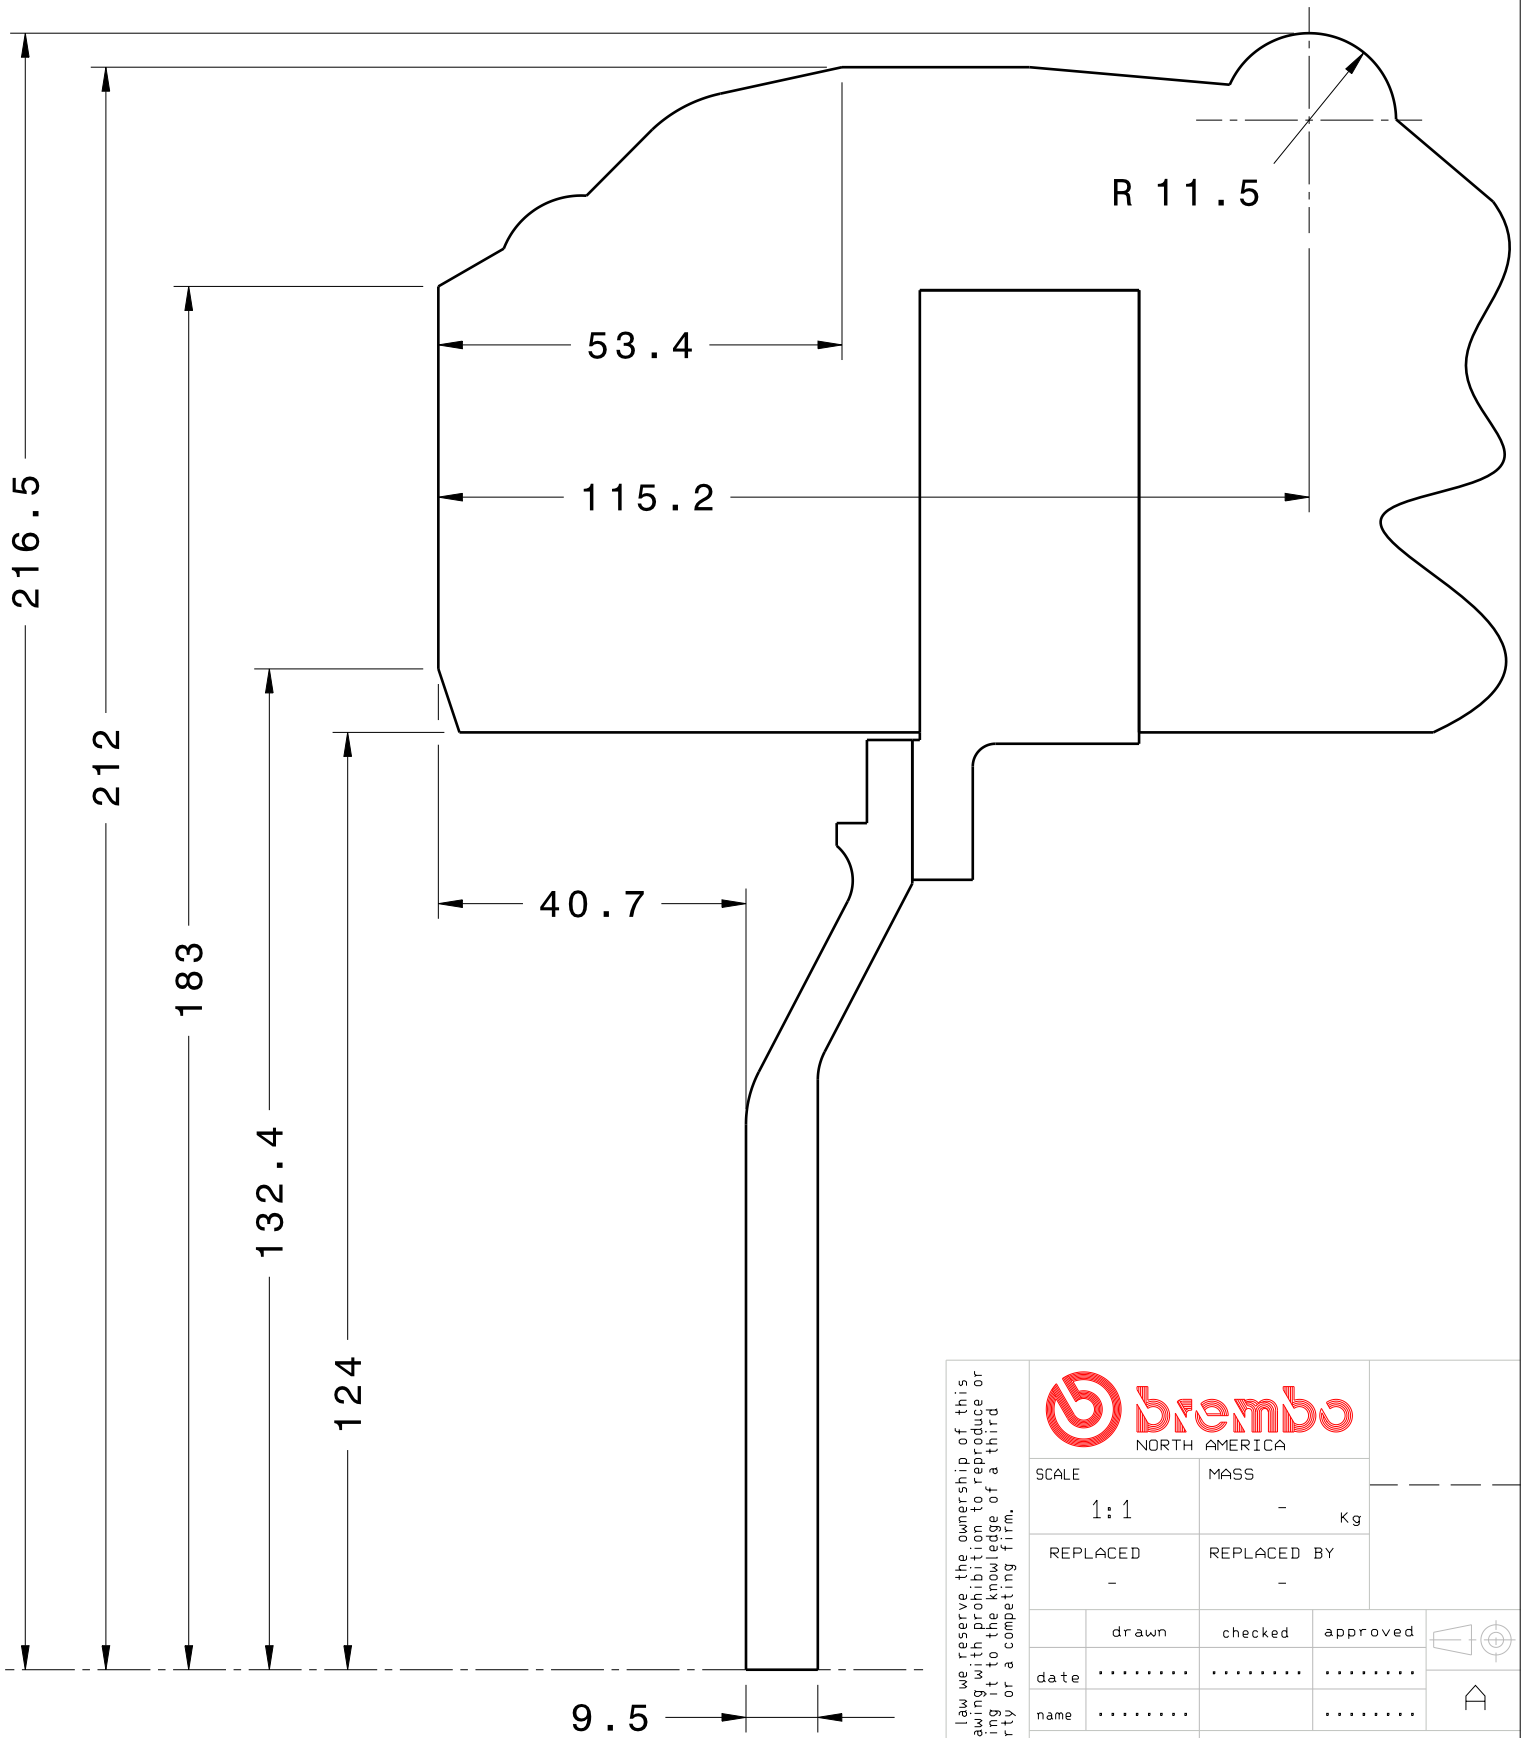 R 11.5
53.4
115.2
216.5
212
183
40.7
132.4
124
9.5
law we reserve the ownership of this
awing with prohibition to reproduce or
ing it to the knowledge of a third
rty or a competing firm.
brembo
NORTH AMERICA
SCALE
MASS
1:1
- Kg
REPLACED
REPLACED BY
-
-
drawn checked approved
date ........ ........ ........
name ........ ........
A